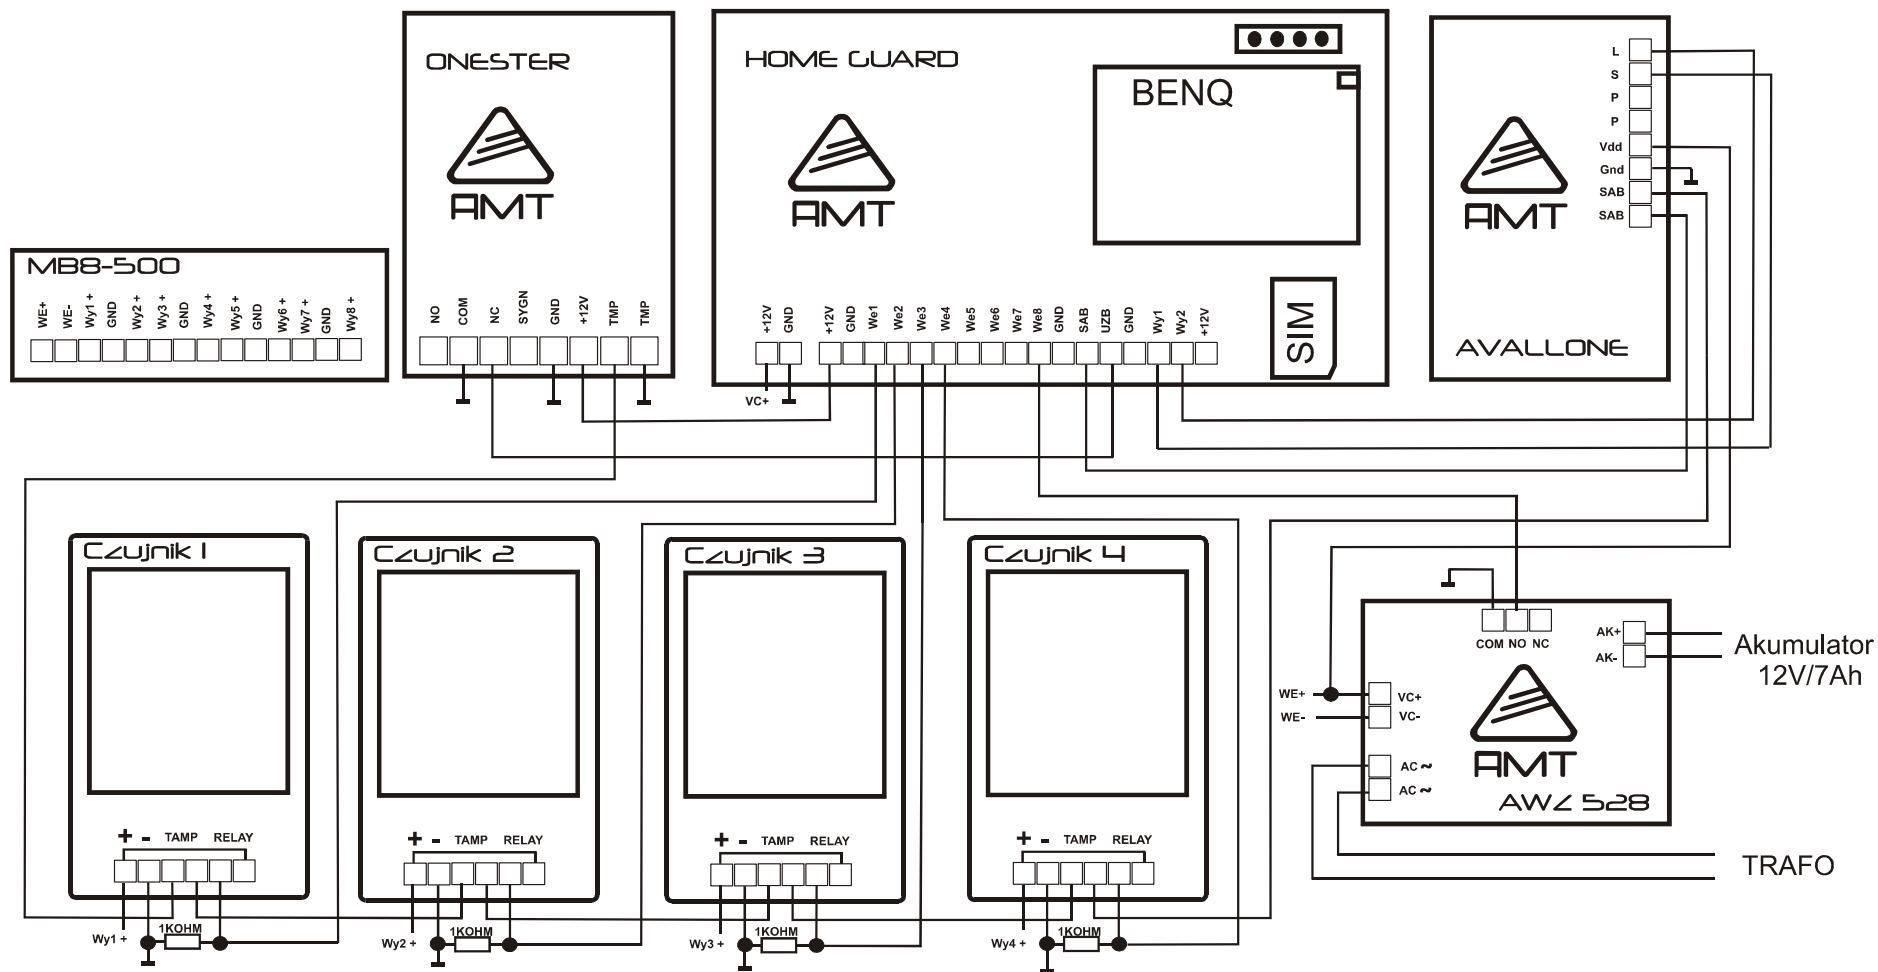 ONESTER
AMT
NO
COM
NC
SYGN
GND
+12V
TMP
TMP
HOME GUARD
BENQ
AMT
SIM
+12V
GND
+12V
GND
We1
We2
We3
We4
We5
We6
We7
We8
GND
SAB
UZB
GND
Wy1
Wy2
+12V
VC+
L
S
P
P
Vdd
Gnd
SAB
SAB
AMT
AVALLONE
MB8-500
WE+
WE-
Wy1 +
GND
Wy2 +
Wy3 +
GND
Wy4 +
Wy5 +
GND
Wy6 +
Wy7 +
GND
Wy8 +
Czujnik 1
+ - TAMP RELAY
Wy1 +
1KOHM
Czujnik 2
+ - TAMP RELAY
Wy2 +
1KOHM
Czujnik 3
+ - TAMP RELAY
Wy3 +
1KOHM
Czujnik 4
+ - TAMP RELAY
Wy4 +
1KOHM
COM NO NC
AK+
AK-
Akumulator
12V/7Ah
WE+
WE-
VC+
VC-
AC ~
AC ~
AMT
AWZ 528
TRAFO